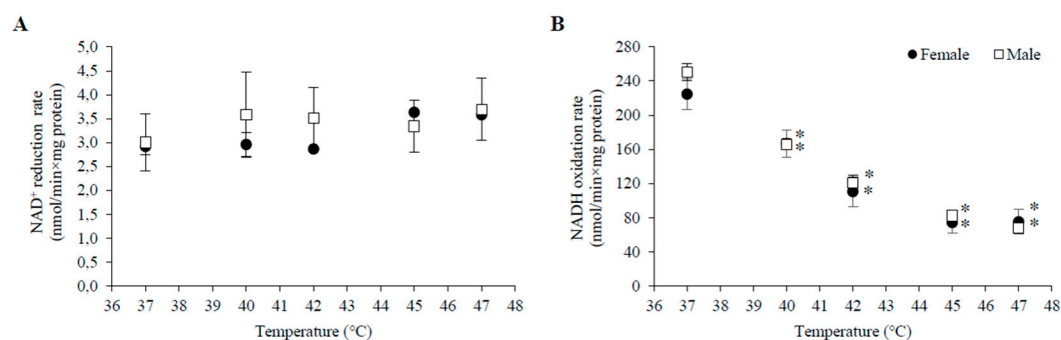 A
NAD⁺ reduction rate
(nmol/min×mg protein)
5,0
4,5
4,0
3,5
3,0
2,5
2,0
1,5
1,0
0,5
0,0
36 37 38 39 40 41 42 43 44 45 46 47 48
Temperature (°C)
B
NADH oxidation rate
(nmol/min×mg protein)
280
240
200
160
120
80
40
0
Female Male
*
*
*
*
*
*
*
*
36 37 38 39 40 41 42 43 44 45 46 47 48
Temperature (°C)